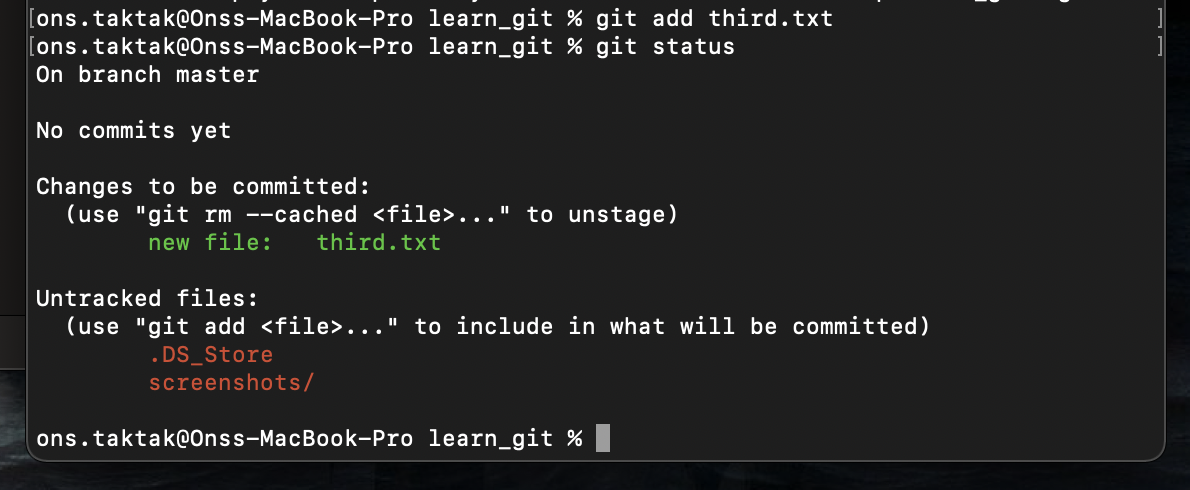 [ons.taktak@Onss-MacBook-Pro learn_git % git add third.txt ]
[ons.taktak@Onss-MacBook-Pro learn_git % git status ]
On branch master
No commits yet
Changes to be committed:
(use "git rm --cached <file>..." to unstage)
new file: third.txt
Untracked files:
(use "git add <file>..." to include in what will be committed)
.DS_Store
screenshots/
ons.taktak@Onss-MacBook-Pro learn_git %